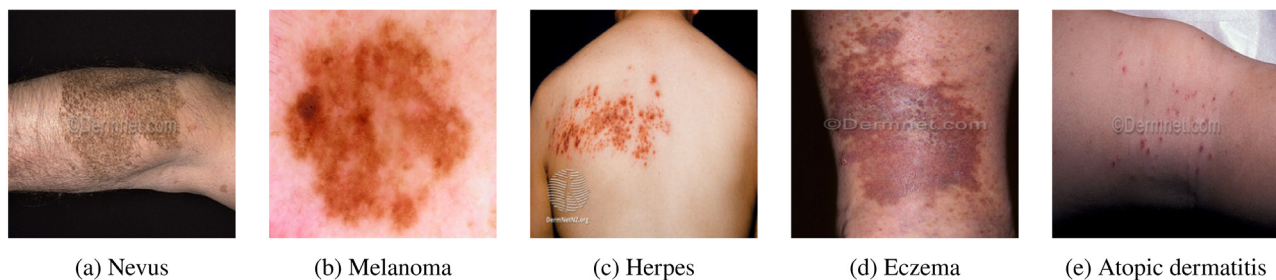 ©Dermnet.com
DermNetNZ.org
©Dermnet.com
©Dermnet.com
(a) Nevus
(b) Melanoma
(c) Herpes
(d) Eczema
(e) Atopic dermatitis